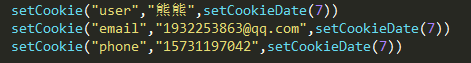 setCookie("user","熊熊",setCookieDate(7))
setCookie("email","1932253863@qq.com",setCookieDate(7))
setCookie("phone","15731197042",setCookieDate(7))